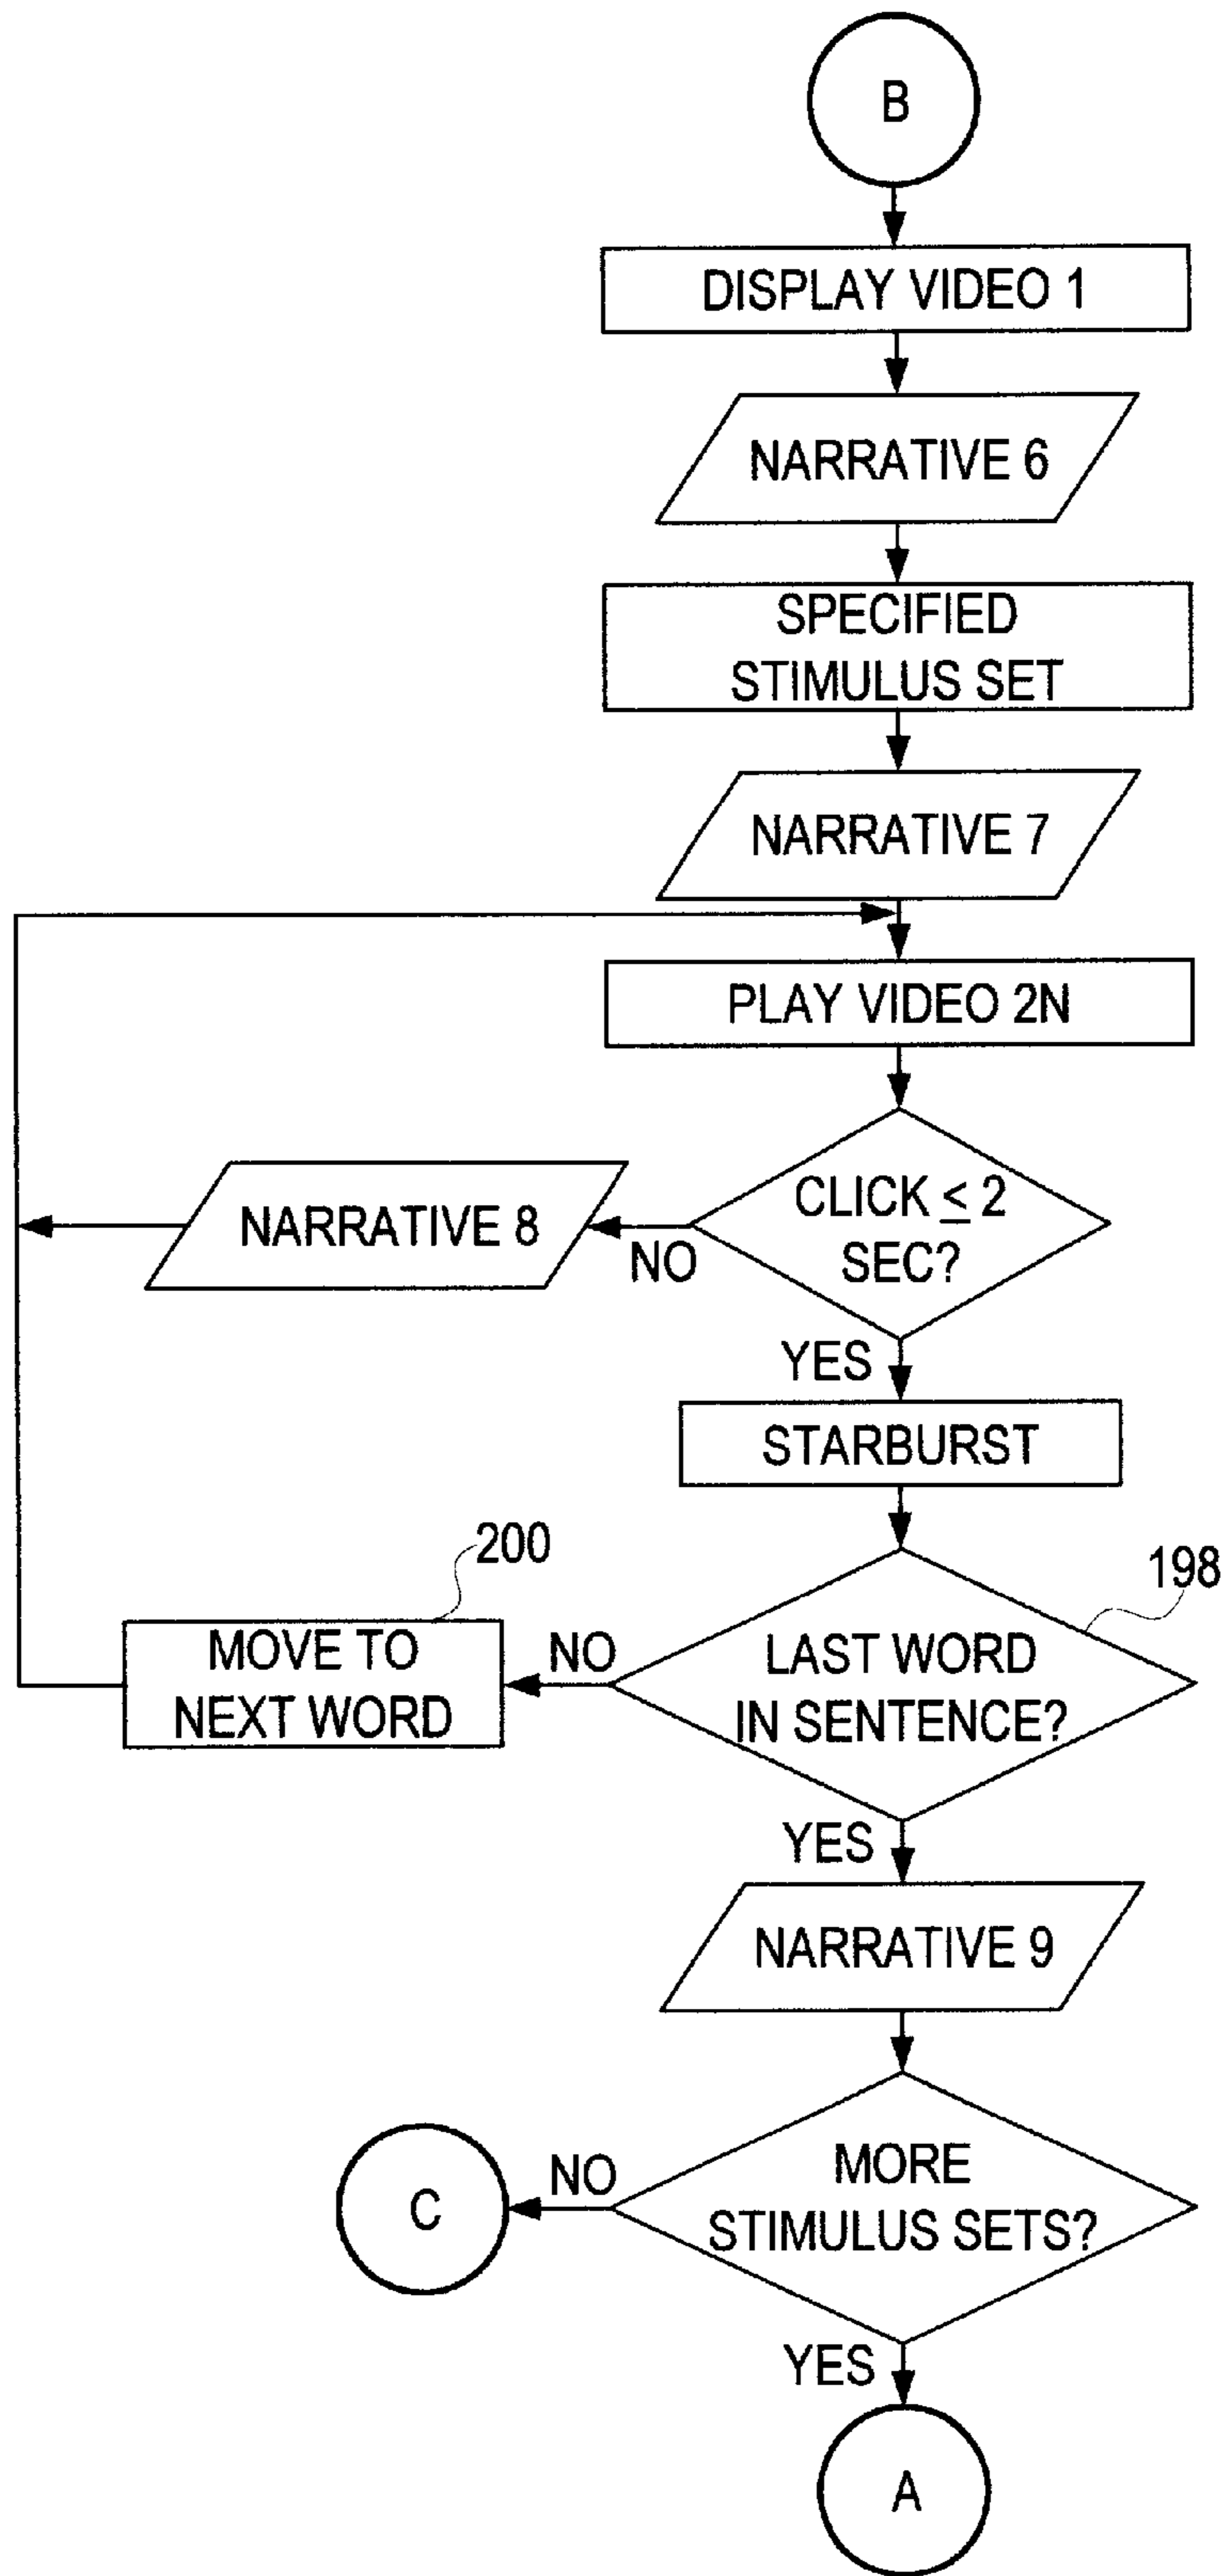 B
DISPLAY VIDEO 1
NARRATIVE 6
SPECIFIED
STIMULUS SET
NARRATIVE 7
PLAY VIDEO 2N
CLICK ≤ 2
SEC?
NO
NARRATIVE 8
YES
STARBURST
200
198
LAST WORD
IN SENTENCE?
NO
MOVE TO
NEXT WORD
YES
NARRATIVE 9
MORE
STIMULUS SETS?
NO
C
YES
A